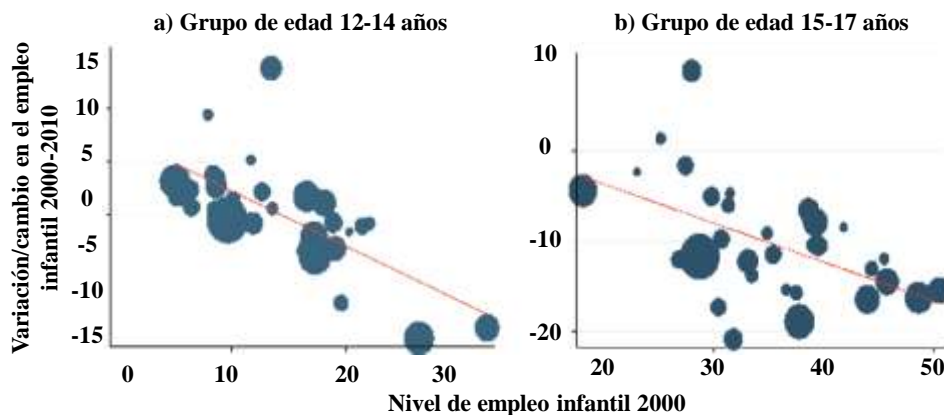 a) Grupo de edad 12-14 años
b) Grupo de edad 15-17 años
Variación/cambio en el empleo
infantil 2000-2010
15
10
5
0
-5
-10
-15
0 10 20 30
10
0
-10
-20
20 30 40 50
Nivel de empleo infantil 2000